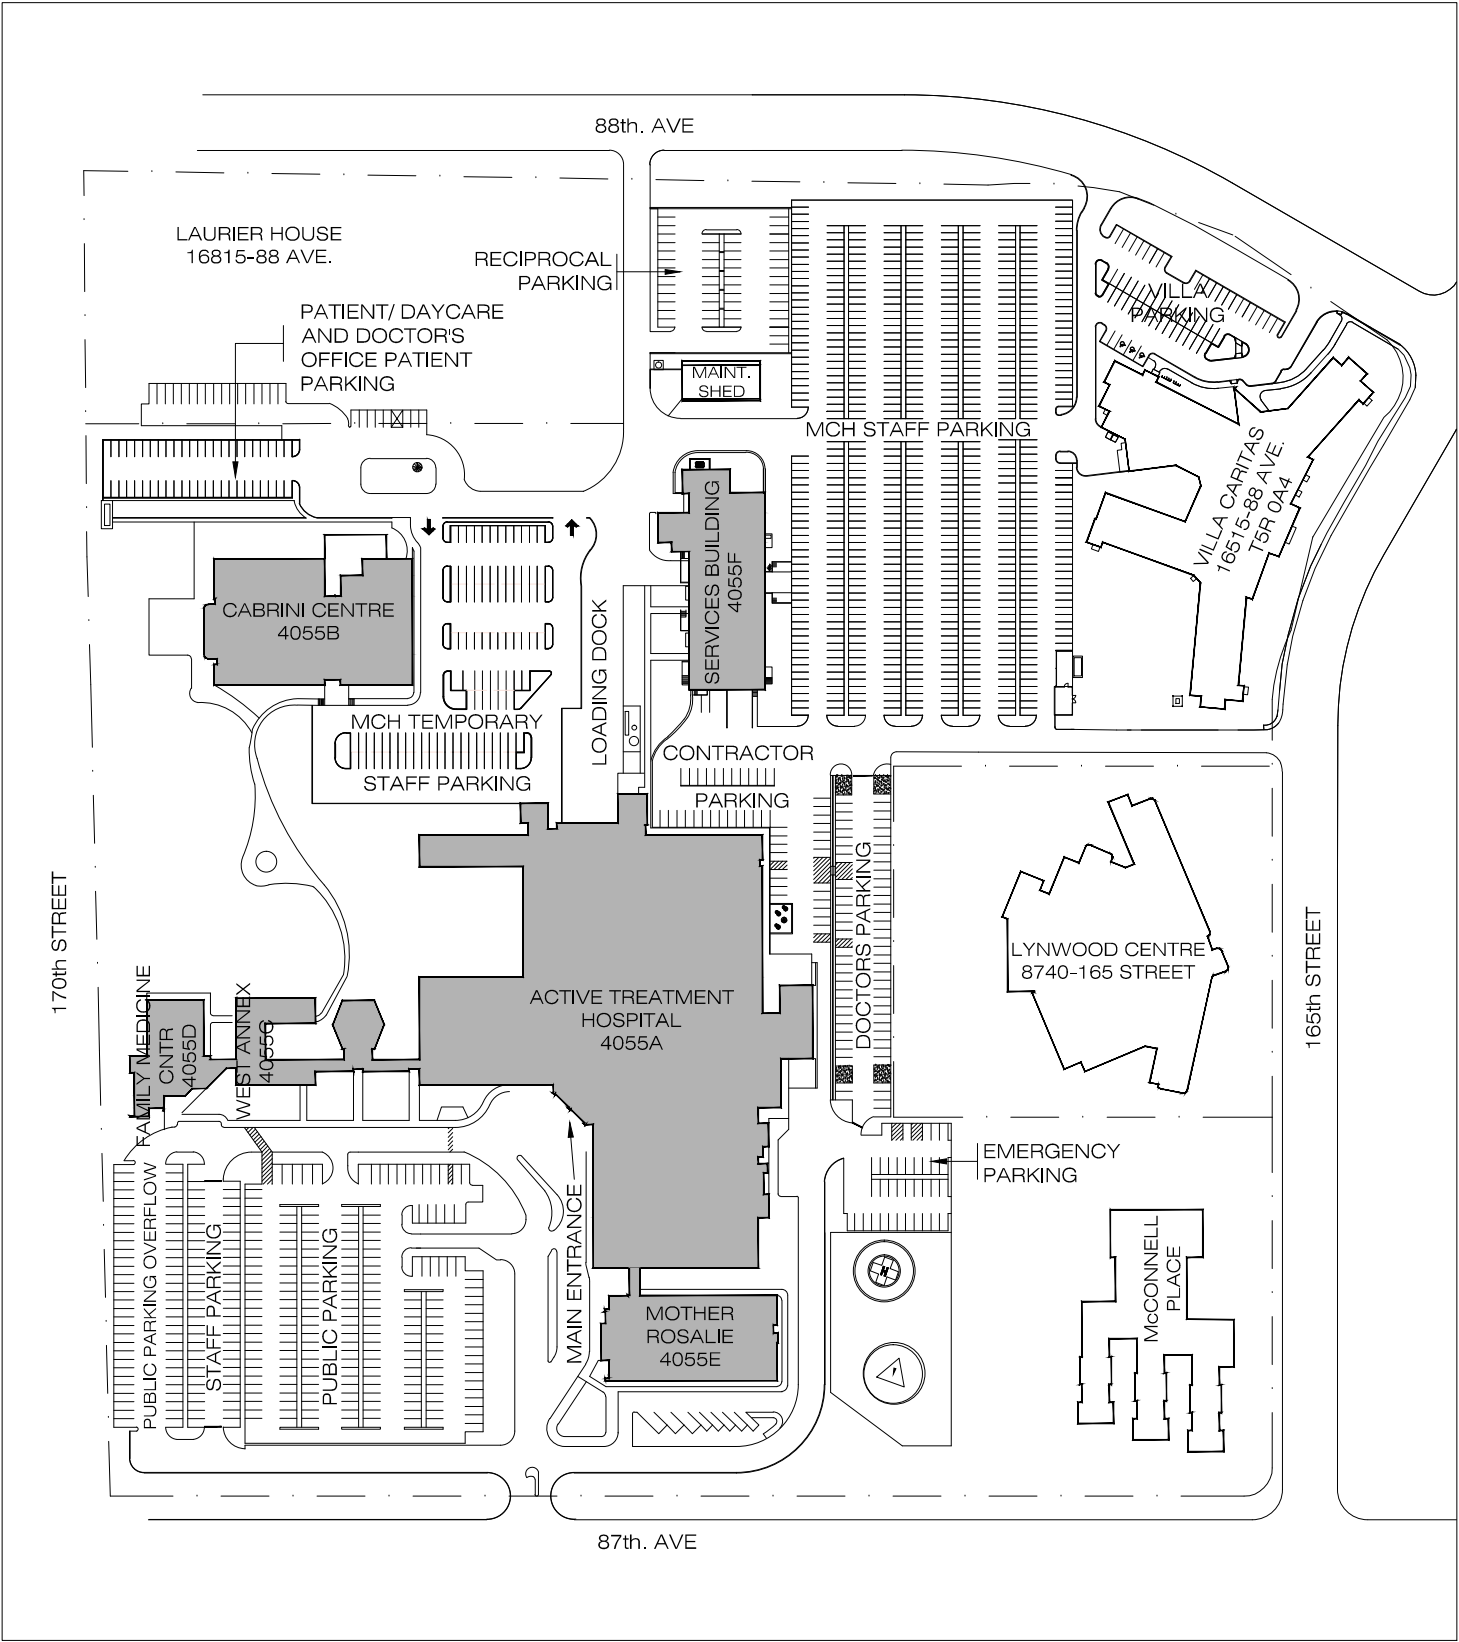 88th. AVE
LAURIER HOUSE
16815-88 AVE.
RECIPROCAL
PARKING
VILLA
PARKING
PATIENT/ DAYCARE
AND DOCTOR'S
OFFICE PATIENT
PARKING
MAINT.
SHED
MCH STAFF PARKING
VILLA CARITAS
16515-88 AVE.
T5R 0A4
SERVICES BUILDING
4055F
CABRINI CENTRE
4055B
LOADING DOCK
MCH TEMPORARY
STAFF PARKING
CONTRACTOR
PARKING
DOCTORS PARKING
170th STREET
LYNWOOD CENTRE
8740-165 STREET
165th STREET
ACTIVE TREATMENT
HOSPITAL
4055A
FAMILY MEDICINE
CNTR
4055D
WEST ANNEX
4055C
EMERGENCY
PARKING
PUBLIC PARKING OVERFLOW
STAFF PARKING
PUBLIC PARKING
MAIN ENTRANCE
H
McCONNELL
PLACE
MOTHER
ROSALIE
4055E
87th. AVE